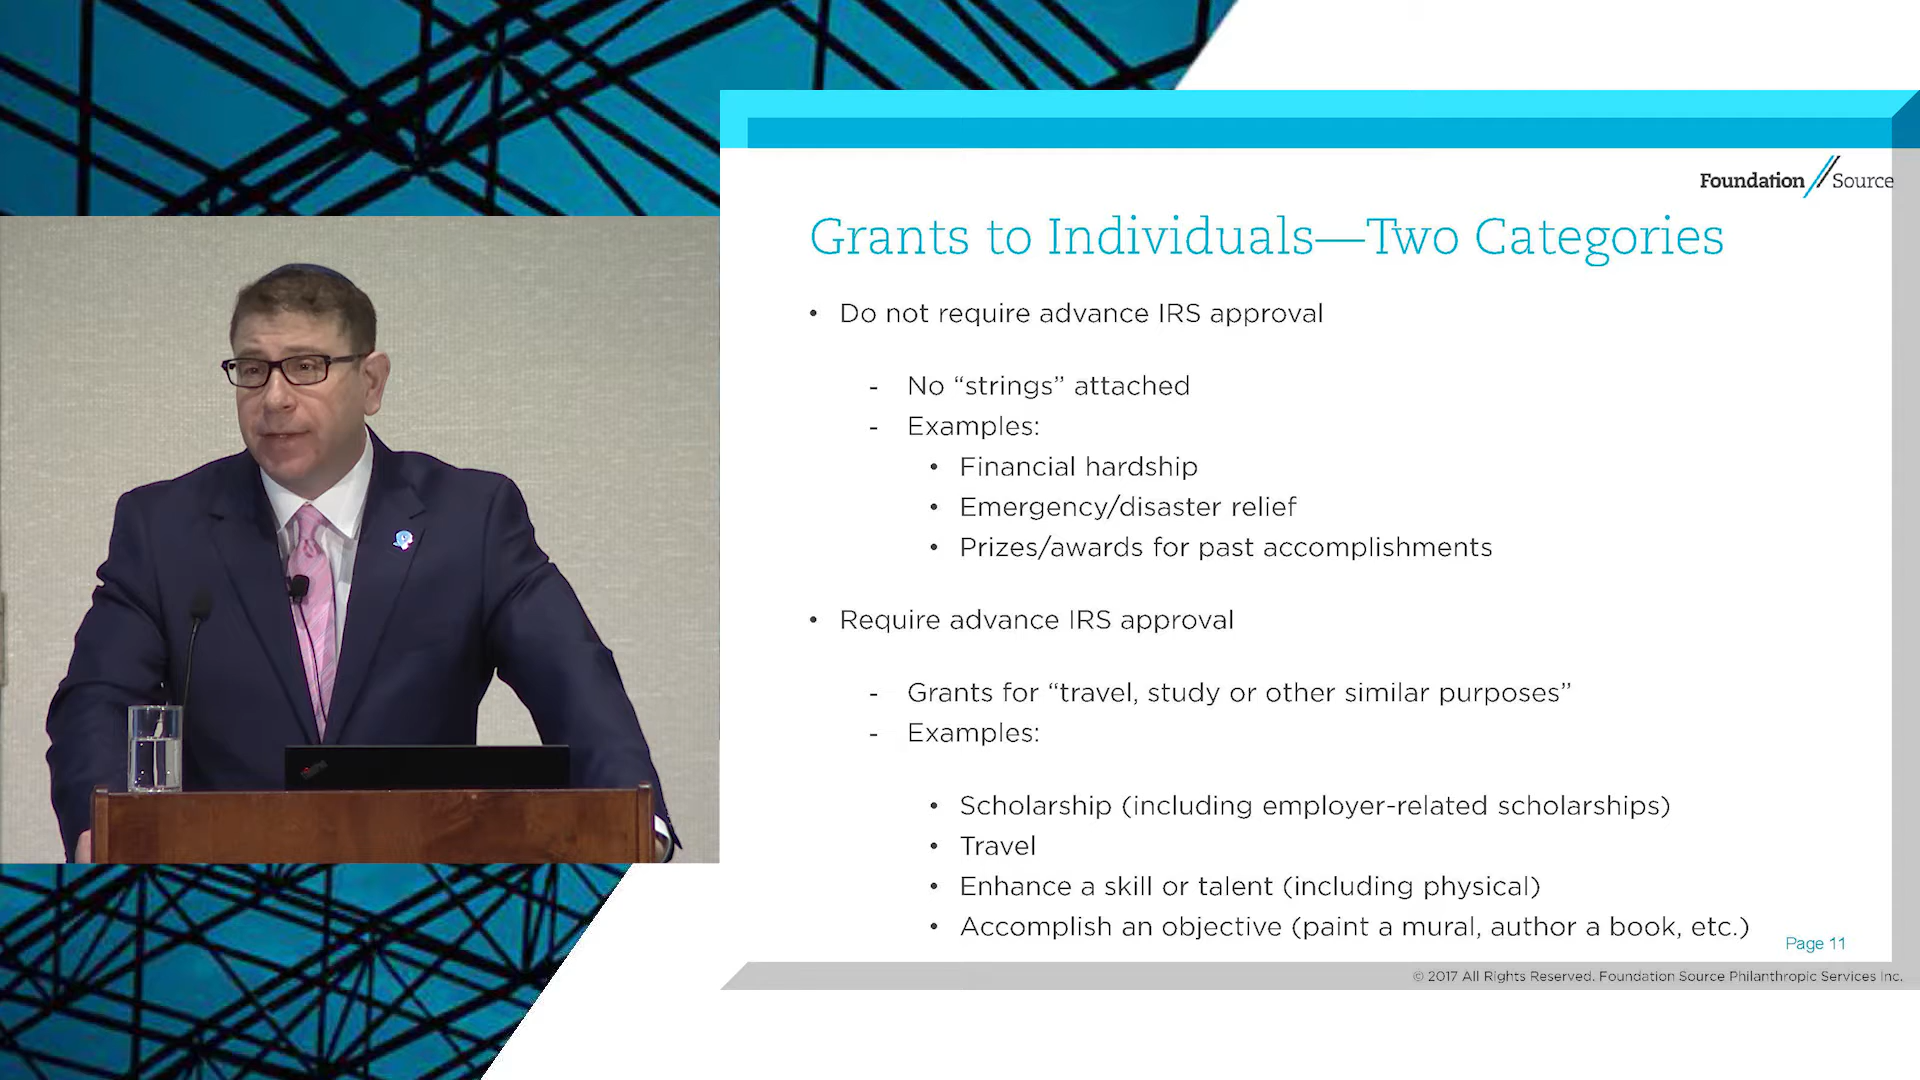 Foundation Source
Grants to Individuals—Two Categories
• Do not require advance IRS approval
- No “strings” attached
- Examples:
• Financial hardship
• Emergency/disaster relief
• Prizes/awards for past accomplishments
• Require advance IRS approval
- Grants for “travel, study or other similar purposes”
- Examples:
• Scholarship (including employer-related scholarships)
• Travel
• Enhance a skill or talent (including physical)
• Accomplish an objective (paint a mural, author a book, etc.)
Page 11
© 2017 All Rights Reserved. Foundation Source Philanthropic Services Inc.